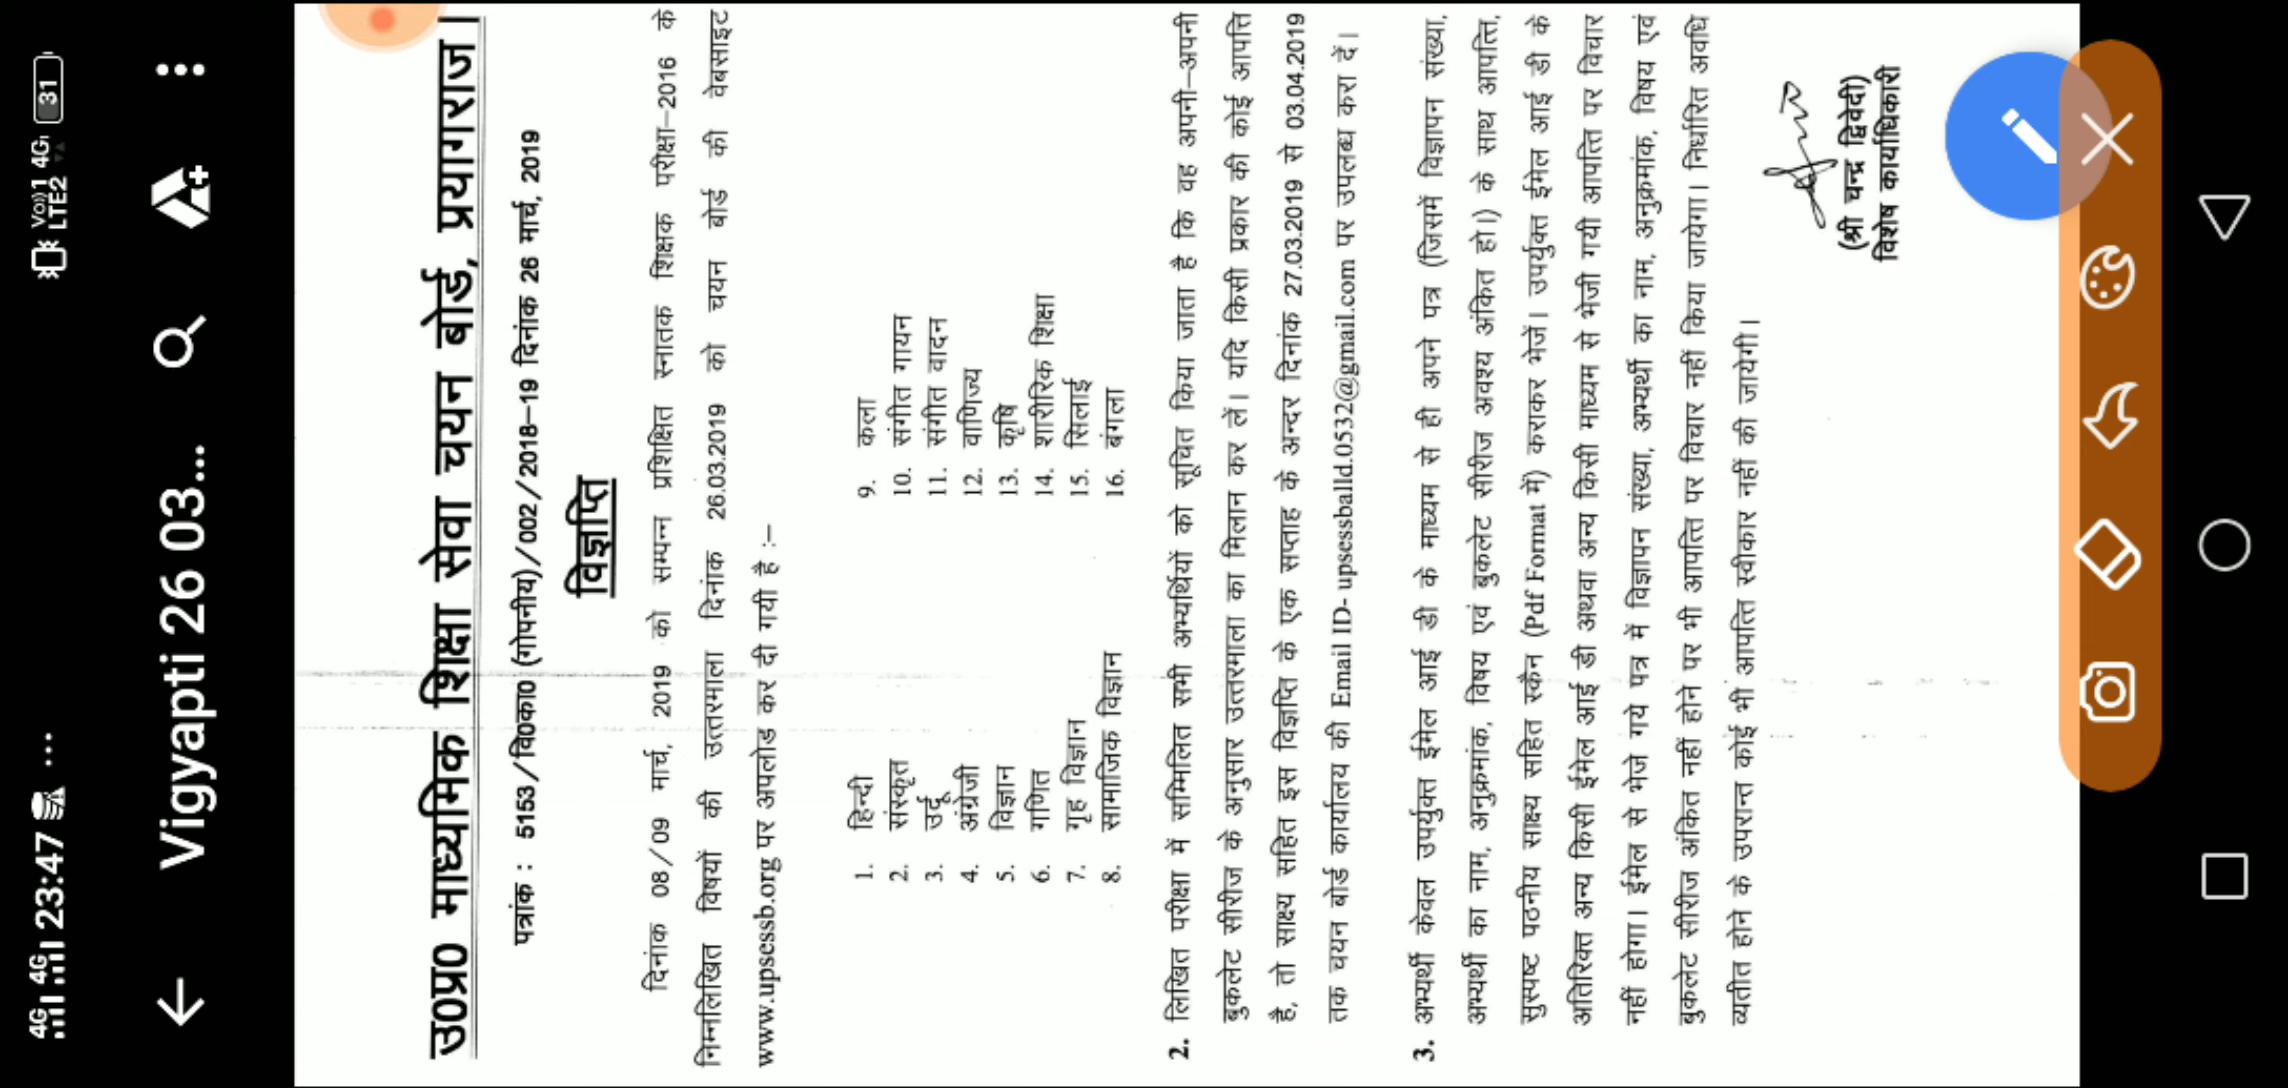 4G 4G 23:47 ...
Vo)) 1 4G
LTE2
31
Vigyapti 26 03...
उ0प्र0 माध्यमिक शिक्षा सेवा चयन बोर्ड, प्रयागराज
पत्रांक : 5153/वि0का0 (गोपनीय)/002/2018-19 दिनांक 26 मार्च, 2019
विज्ञप्ति
दिनांक 08/09 मार्च, 2019 को सम्पन्न प्रशिक्षित स्नातक शिक्षक परीक्षा-2016 के
निम्नलिखित विषयों की उत्तरमाला दिनांक 26.03.2019 को चयन बोर्ड की वेबसाइट
www.upsessb.org पर अपलोड कर दी गयी है :-
1. हिन्दी
2. संस्कृत
3. उर्दू
4. अंग्रेजी
5. विज्ञान
6. गणित
7. गृह विज्ञान
8. सामाजिक विज्ञान
9. कला
10. संगीत गायन
11. संगीत वादन
12. वाणिज्य
13. कृषि
14. शारीरिक शिक्षा
15. सिलाई
16. बंगला
2. लिखित परीक्षा में सम्मिलित सभी अभ्यर्थियों को सूचित किया जाता है कि वह अपनी-अपनी
बुकलेट सीरीज के अनुसार उत्तरमाला का मिलान कर लें। यदि किसी प्रकार की कोई आपत्ति
है, तो साक्ष्य सहित इस विज्ञप्ति के एक सप्ताह के अन्दर दिनांक 27.03.2019 से 03.04.2019
तक चयन बोर्ड कार्यालय की Email ID- upsessballd.0532@gmail.com पर उपलब्ध करा दें।
3. अभ्यर्थी केवल उपर्युक्त ईमेल आई डी के माध्यम से ही अपने पत्र (जिसमें विज्ञापन संख्या,
अभ्यर्थी का नाम, अनुक्रमांक, विषय एवं बुकलेट सीरीज अवश्य अंकित हो।) के साथ आपत्ति,
सुस्पष्ट पठनीय साक्ष्य सहित स्कैन (Pdf Format में) कराकर भेजें। उपर्युक्त ईमेल आई डी के
अतिरिक्त अन्य किसी ईमेल आई डी अथवा अन्य किसी माध्यम से भेजी गयी आपत्ति पर विचार
नहीं होगा। ईमेल से भेजे गये पत्र में विज्ञापन संख्या, अभ्यर्थी का नाम, अनुक्रमांक, विषय एवं
बुकलेट सीरीज अंकित नहीं होने पर भी आपत्ति पर विचार नहीं किया जायेगा। निर्धारित अवधि
व्यतीत होने के उपरान्त कोई भी आपत्ति स्वीकार नहीं की जायेगी।
(श्री चन्द्र द्विवेदी)
विशेष कार्याधिकारी